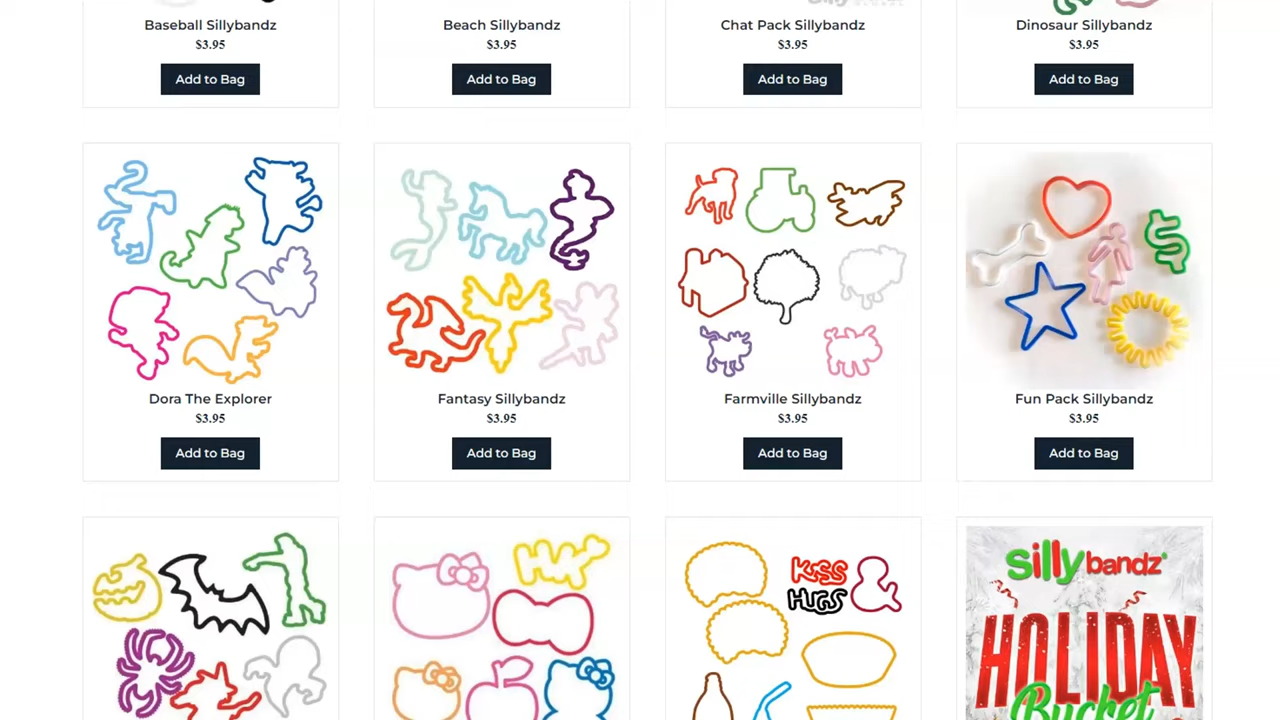 Baseball Sillybandz
Beach Sillybandz
Chat Pack Sillybandz
Dinosaur Sillybandz
$3.95
$3.95
$3.95
$3.95
Add to Bag
Add to Bag
Add to Bag
Add to Bag
Dora The Explorer
Fantasy Sillybandz
Farmville Sillybandz
Fun Pack Sillybandz
$3.95
$3.95
$3.95
$3.95
Add to Bag
Add to Bag
Add to Bag
Add to Bag
KISS
&
HUGS
sillybandz
HOLIDAY
Bucket